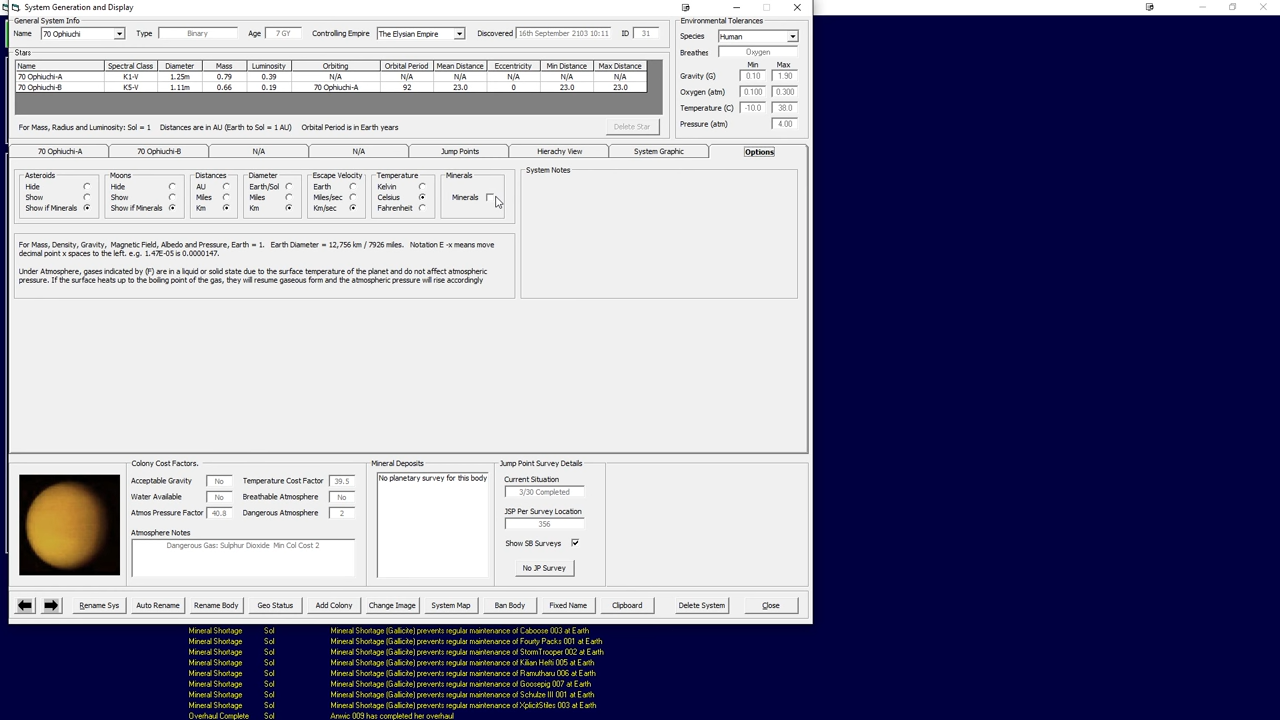 System Generation and Display
General System Info
Name 70 Ophiuchi Type Binary Age 7 GY Controlling Empire The Elysian Empire Discovered 16th September 2103 10:11 ID 31
Stars
Name Spectral Class Diameter Mass Luminosity Orbiting Orbital Period Mean Distance Eccentricity Min Distance Max Distance
70 Ophiuchi-A K1-V 1.25m 0.79 0.39 N/A N/A N/A N/A N/A N/A
70 Ophiuchi-B K5-V 1.11m 0.66 0.19 70 Ophiuchi-A 92 23.0 0 23.0 23.0
For Mass, Radius and Luminosity: Sol = 1 Distances are in AU (Earth to Sol = 1 AU) Orbital Period is in Earth years
Delete Star
Environmental Tolerances
Species Human
Breathes Oxygen
Min Max
Gravity (G) 0.10 1.90
Oxygen (atm) 0.100 0.300
Temperature (C) -10.0 38.0
Pressure (atm) 4.00
70 Ophiuchi-A 70 Ophiuchi-B N/A N/A Jump Points Hierachy View System Graphic Options
Asteroids
Hide
Show
Show if Minerals
Moons
Hide
Show
Show if Minerals
Distances
AU
Miles
Km
Diameter
Earth/Sol
Miles
Km
Escape Velocity
Earth
Miles/sec
Km/sec
Temperature
Kelvin
Celsius
Fahrenheit
Minerals
Minerals
System Notes
For Mass, Density, Gravity, Magnetic Field, Albedo and Pressure, Earth = 1. Earth Diameter = 12,756 km / 7926 miles. Notation E -x means move
decimal point x spaces to the left. e.g. 1.47E-05 is 0.0000147.
Under Atmosphere, gases indicated by (F) are in a liquid or solid state due to the surface temperature of the planet and do not affect atmospheric
pressure. If the surface heats up to the boiling point of the gas, they will resume gaseous form and the atmospheric pressure will rise accordingly
Colony Cost Factors.
Acceptable Gravity No Temperature Cost Factor 39.5
Water Available No Breathable Atmosphere No
Atmos Pressure Factor 40.8 Dangerous Atmosphere 2
Atmosphere Notes
Dangerous Gas: Sulphur Dioxide Min Col Cost 2
Mineral Deposits
No planetary survey for this body
Jump Point Survey Details
Current Situation
3/30 Completed
JSP Per Survey Location
356
Show SB Surveys
No JP Survey
Rename Sys Auto Rename Rename Body Geo Status Add Colony Change Image System Map Ban Body Fixed Name Clipboard Delete System Close
Mineral Shortage Sol Mineral Shortage (Gallicite) prevents regular maintenance of Caboose 003 at Earth
Mineral Shortage Sol Mineral Shortage (Gallicite) prevents regular maintenance of Fourty Packs 001 at Earth
Mineral Shortage Sol Mineral Shortage (Gallicite) prevents regular maintenance of StormTrooper 002 at Earth
Mineral Shortage Sol Mineral Shortage (Gallicite) prevents regular maintenance of Kilian Hefti 005 at Earth
Mineral Shortage Sol Mineral Shortage (Gallicite) prevents regular maintenance of Ramutharu 006 at Earth
Mineral Shortage Sol Mineral Shortage (Gallicite) prevents regular maintenance of Goosepig 007 at Earth
Mineral Shortage Sol Mineral Shortage (Gallicite) prevents regular maintenance of Schulze III 001 at Earth
Mineral Shortage Sol Mineral Shortage (Gallicite) prevents regular maintenance of XplicitStiles 003 at Earth
Overhaul Complete Sol Anwic 009 has completed her overhaul